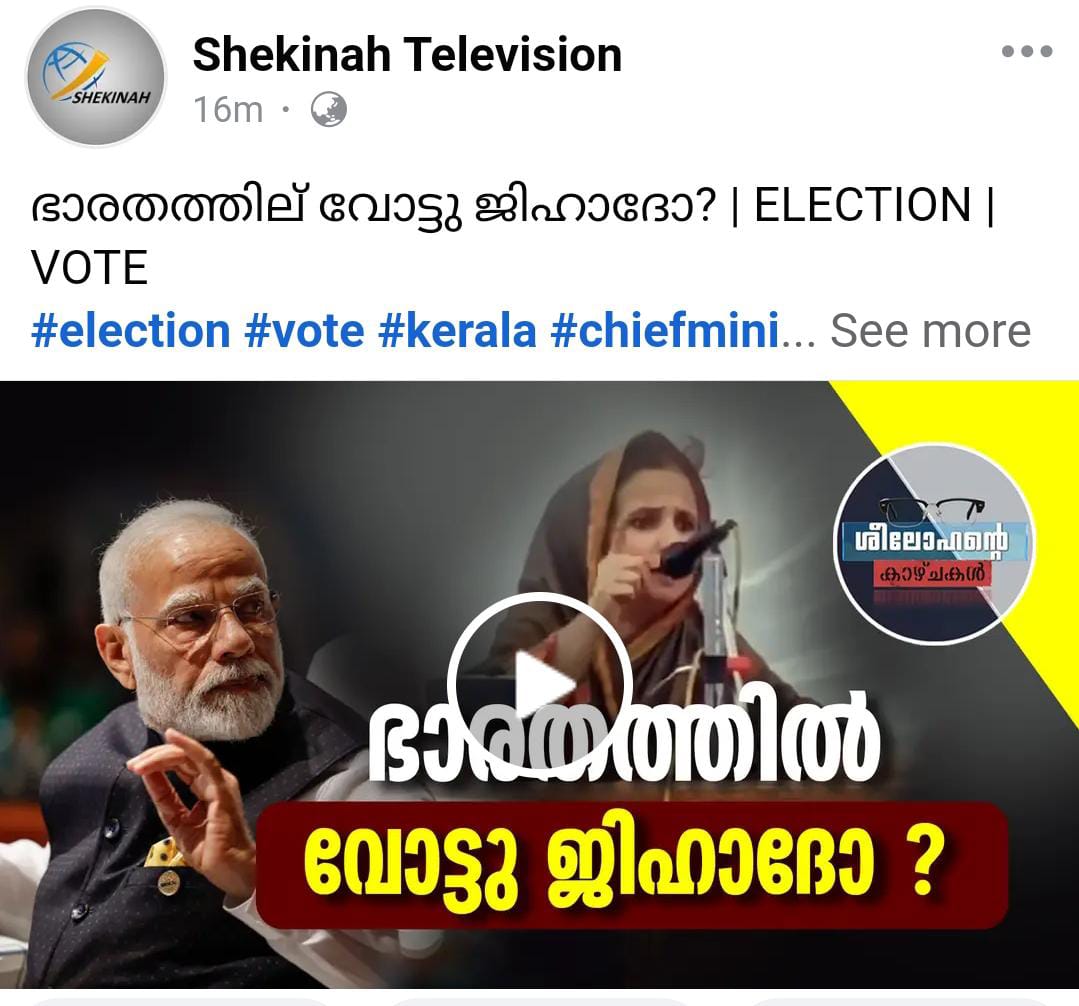 Shekinah Television
16m ·
SHEKINAH
ഭാരതത്തില് വോട്ടു ജിഹാദോ? | ELECTION |
VOTE
#election #vote #kerala #chiefmini... See more
ശീലോഹന്റെ
കാഴ്ചകൾ
ഭാരതത്തിൽ
വോട്ടു ജിഹാദോ ?